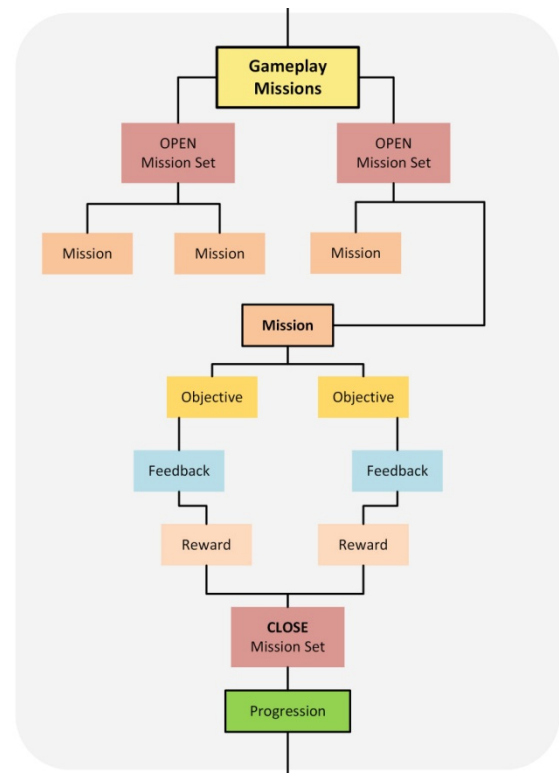 Gameplay
Missions
OPEN
Mission Set
OPEN
Mission Set
Mission
Mission
Mission
Mission
Objective
Objective
Feedback
Feedback
Reward
Reward
CLOSE
Mission Set
Progression